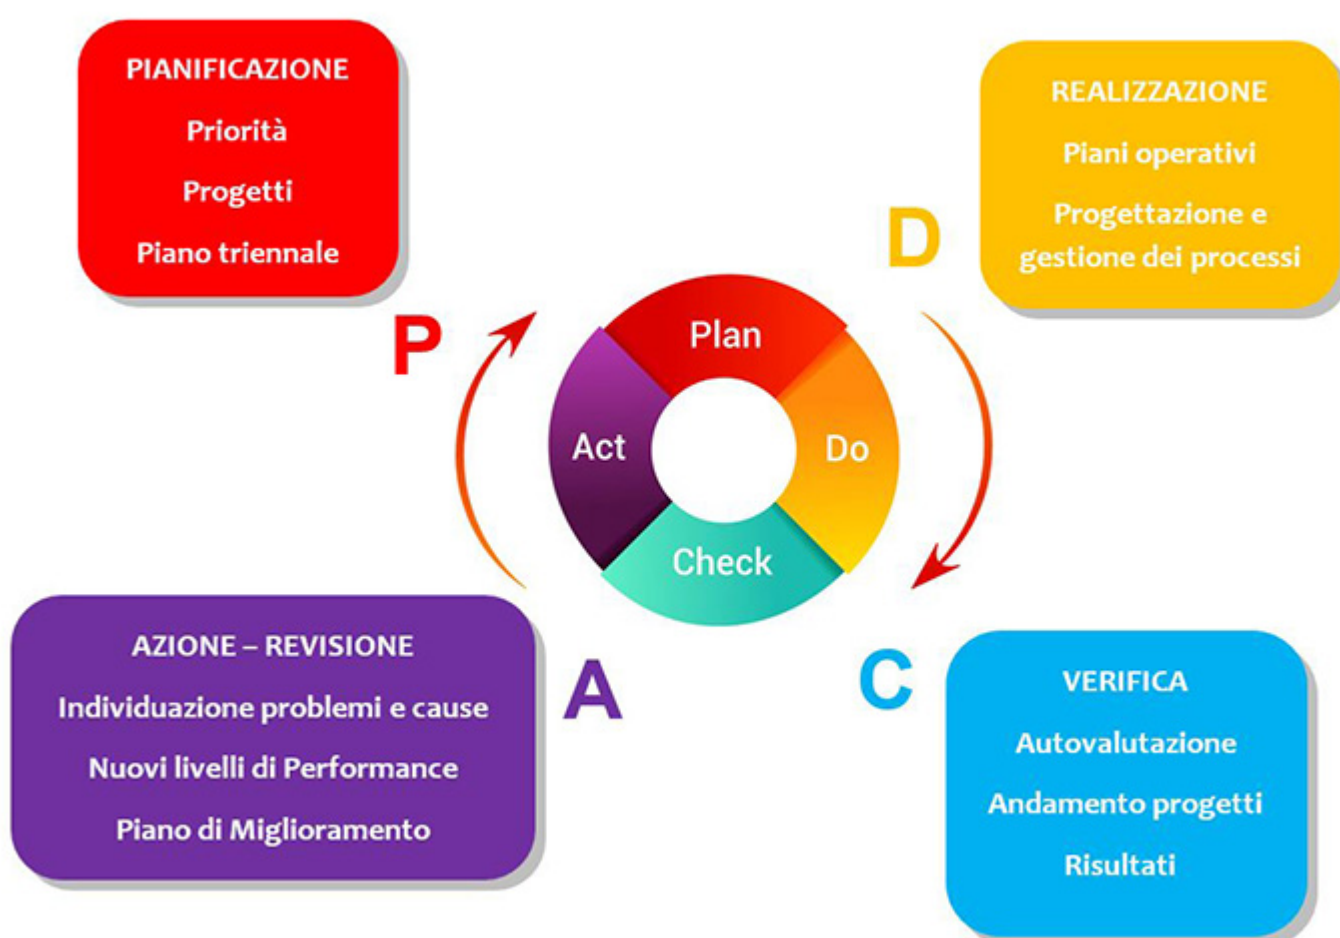 PIANIFICAZIONE
Priorità
Progetti
Piano triennale
REALIZZAZIONE
Piani operativi
Progettazione e
gestione dei processi
P
D
Plan
Act
Do
Check
A
C
AZIONE – REVISIONE
Individuazione problemi e cause
Nuovi livelli di Performance
Piano di Miglioramento
VERIFICA
Autovalutazione
Andamento progetti
Risultati